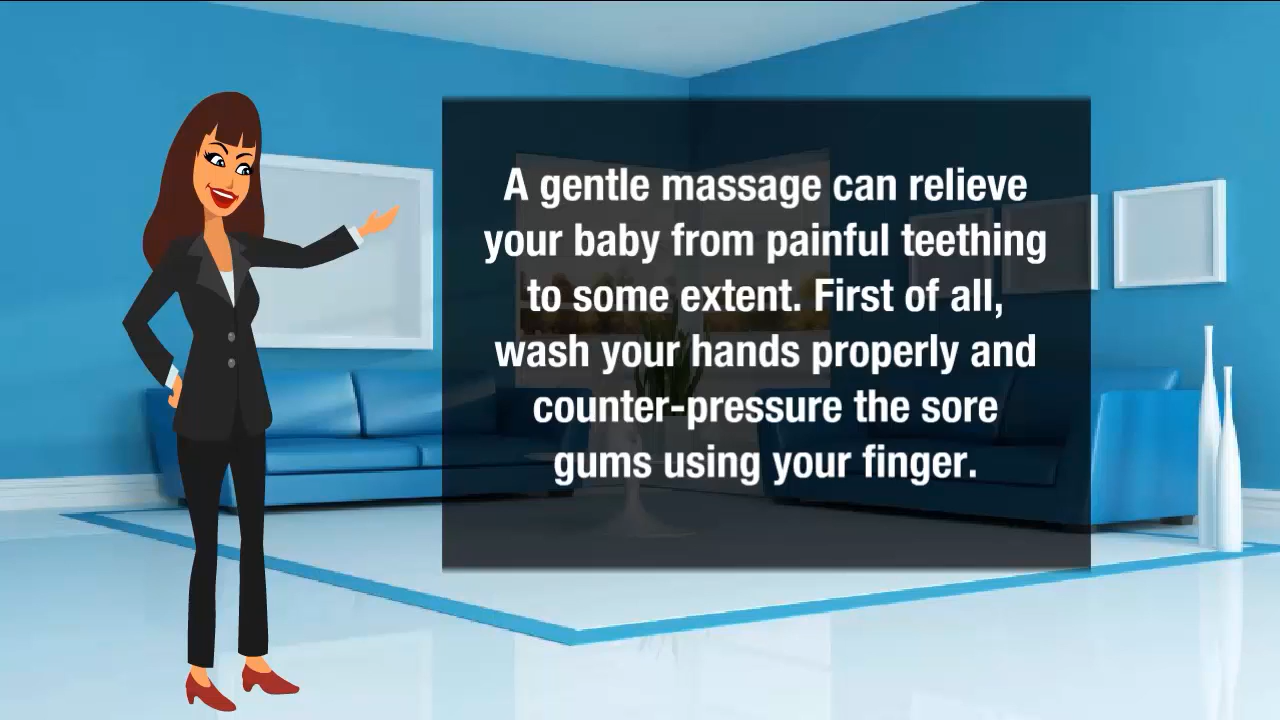 A gentle massage can relieve
your baby from painful teething
to some extent. First of all,
wash your hands properly and
counter-pressure the sore
gums using your finger.